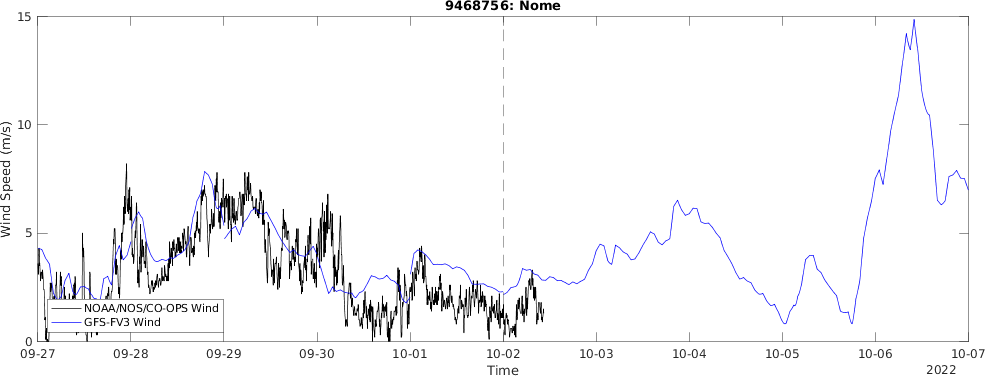 9468756: Nome
15
10
5
0
Wind Speed (m/s)
NOAA/NOS/CO-OPS Wind
GFS-FV3 Wind
09-27 09-28 09-29 09-30 10-01 10-02 10-03 10-04 10-05 10-06 10-07
Time
2022